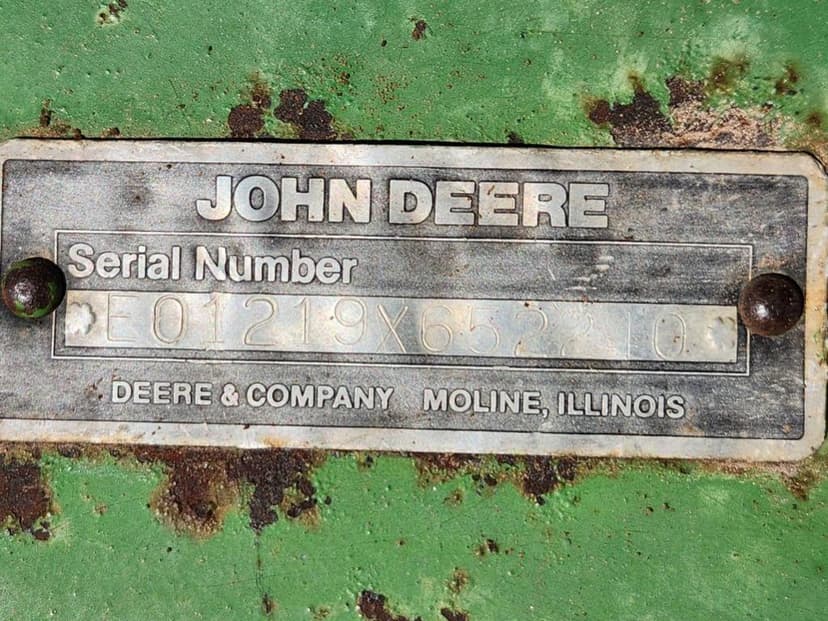 JOHN DEERE
Serial Number
*E01219X652210*
DEERE & COMPANY MOLINE, ILLINOIS